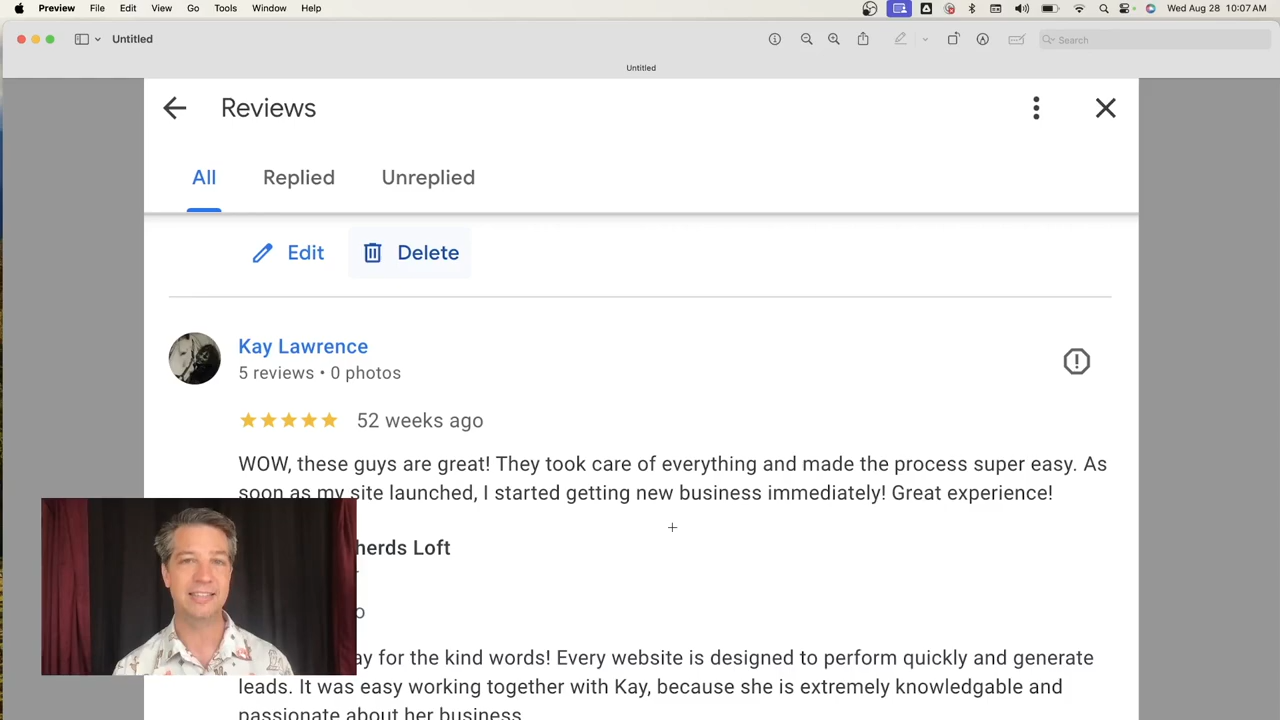 Preview File Edit View Go Tools Window Help Wed Aug 28 10:07 AM
Untitled
Search
Untitled
Reviews
All Replied Unreplied
Edit Delete
Kay Lawrence
5 reviews • 0 photos
52 weeks ago
WOW, these guys are great! They took care of everything and made the process super easy. As
soon as my site launched, I started getting new business immediately! Great experience!
herds Loft
ay for the kind words! Every website is designed to perform quickly and generate
leads. It was easy working together with Kay, because she is extremely knowledgable and
passionate about her business.